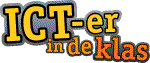 ICT-er
in de klas